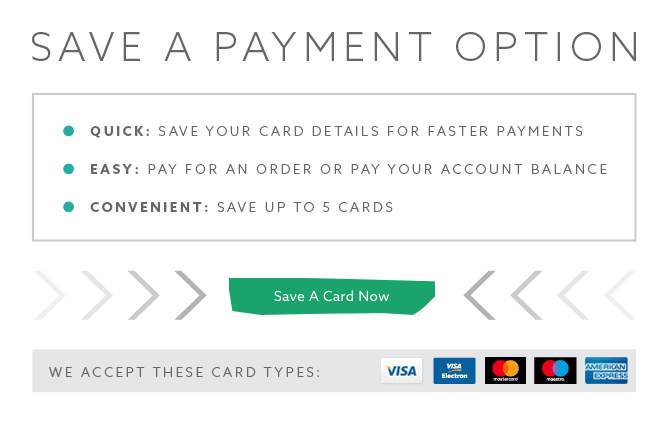 SAVE A PAYMENT OPTION
QUICK: SAVE YOUR CARD DETAILS FOR FASTER PAYMENTS
EASY: PAY FOR AN ORDER OR PAY YOUR ACCOUNT BALANCE
CONVENIENT: SAVE UP TO 5 CARDS
Save A Card Now
WE ACCEPT THESE CARD TYPES:
VISA
VISA
Electron
mastercard
maestro
AMERICAN
EXPRESS